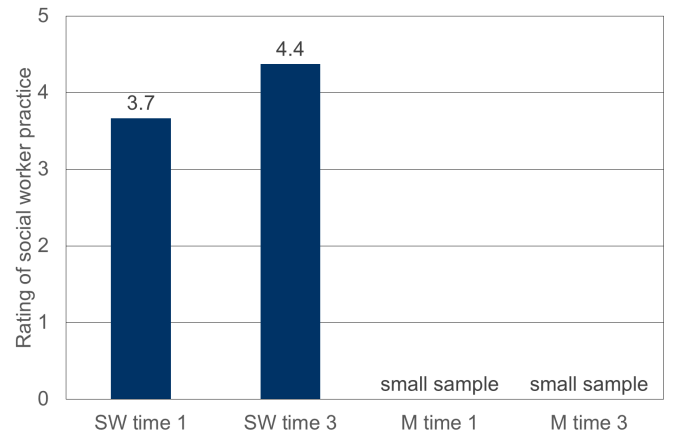 Rating of social worker practice
5
4
3
2
1
0
3.7
4.4
small sample
small sample
SW time 1
SW time 3
M time 1
M time 3